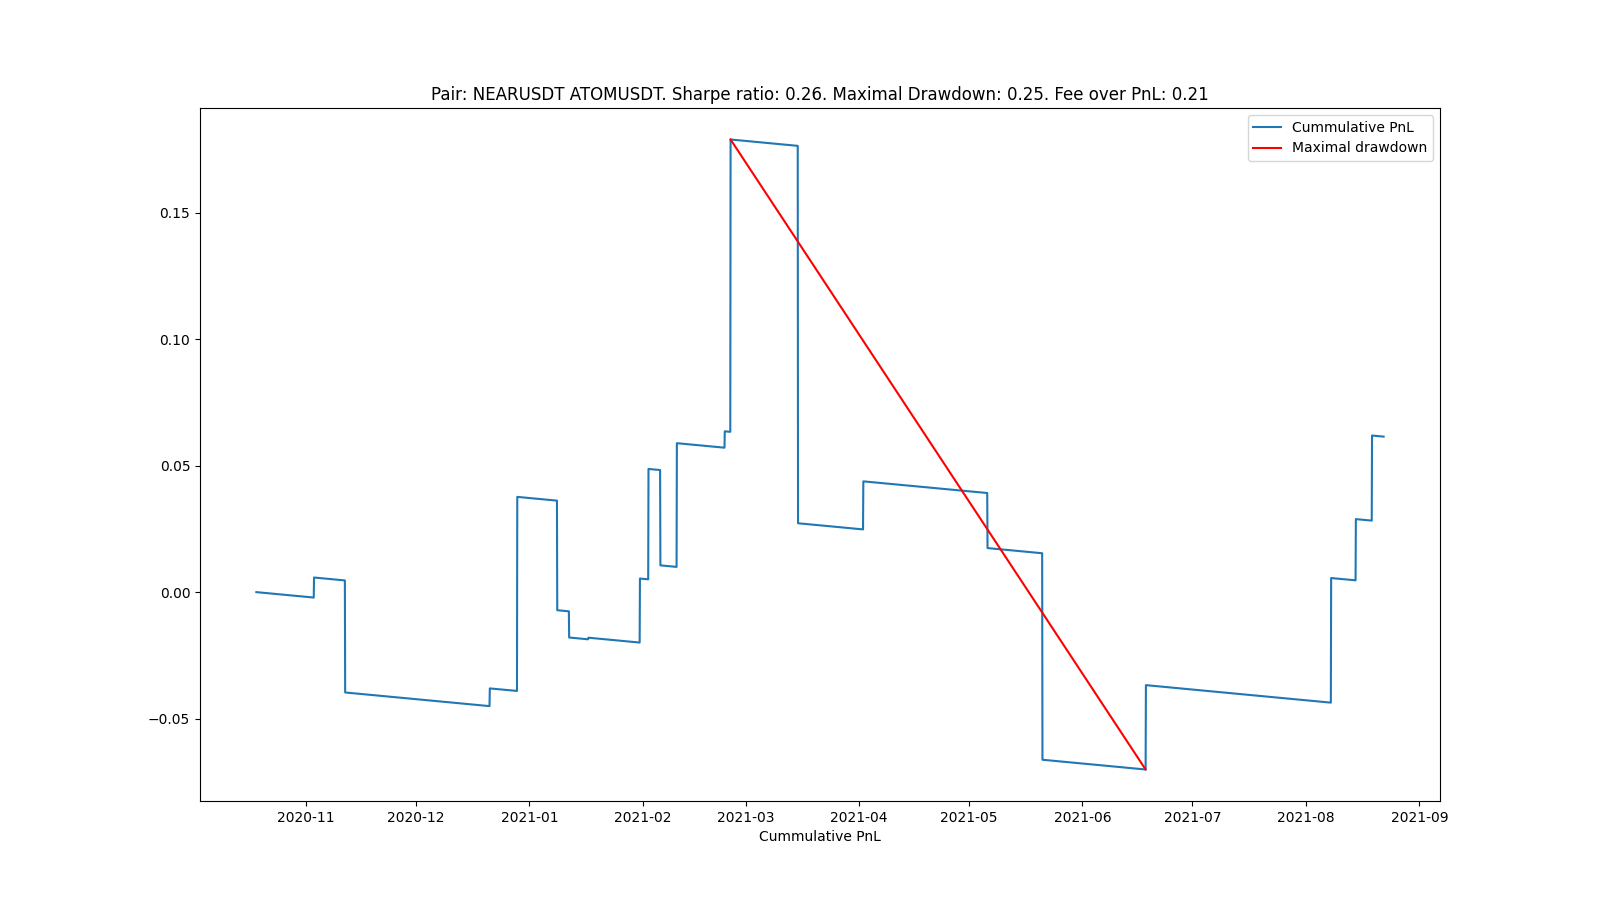 Pair: NEARUSDT ATOMUSDT. Sharpe ratio: 0.26. Maximal Drawdown: 0.25. Fee over PnL: 0.21
Cummulative PnL
Maximal drawdown
0.15
0.10
0.05
0.00
−0.05
2020-11 2020-12 2021-01 2021-02 2021-03 2021-04 2021-05 2021-06 2021-07 2021-08 2021-09
Cummulative PnL